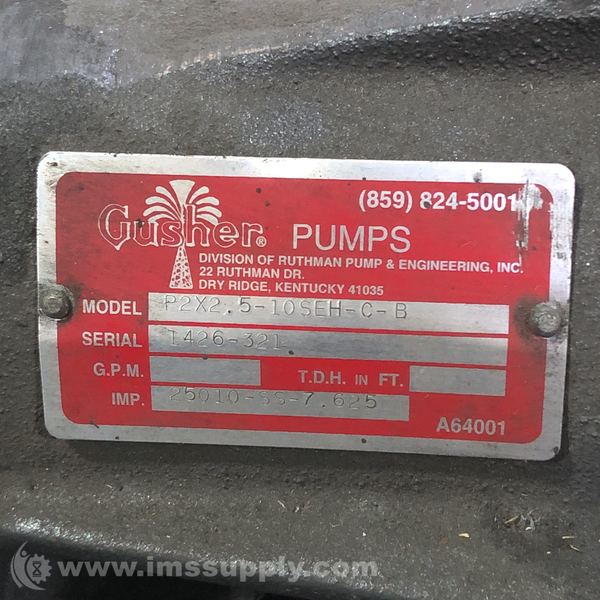 (859) 824-5001
Gusher® PUMPS
DIVISION OF RUTHMAN PUMP & ENGINEERING, INC.
22 RUTHMAN DR.
DRY RIDGE, KENTUCKY 41035
MODEL P2X2.5-10SEH-C-B
SERIAL 1426-321
G.P.M. T.D.H. IN FT.
IMP. 25010-SS-7.625
A64001
www.imssupply.com